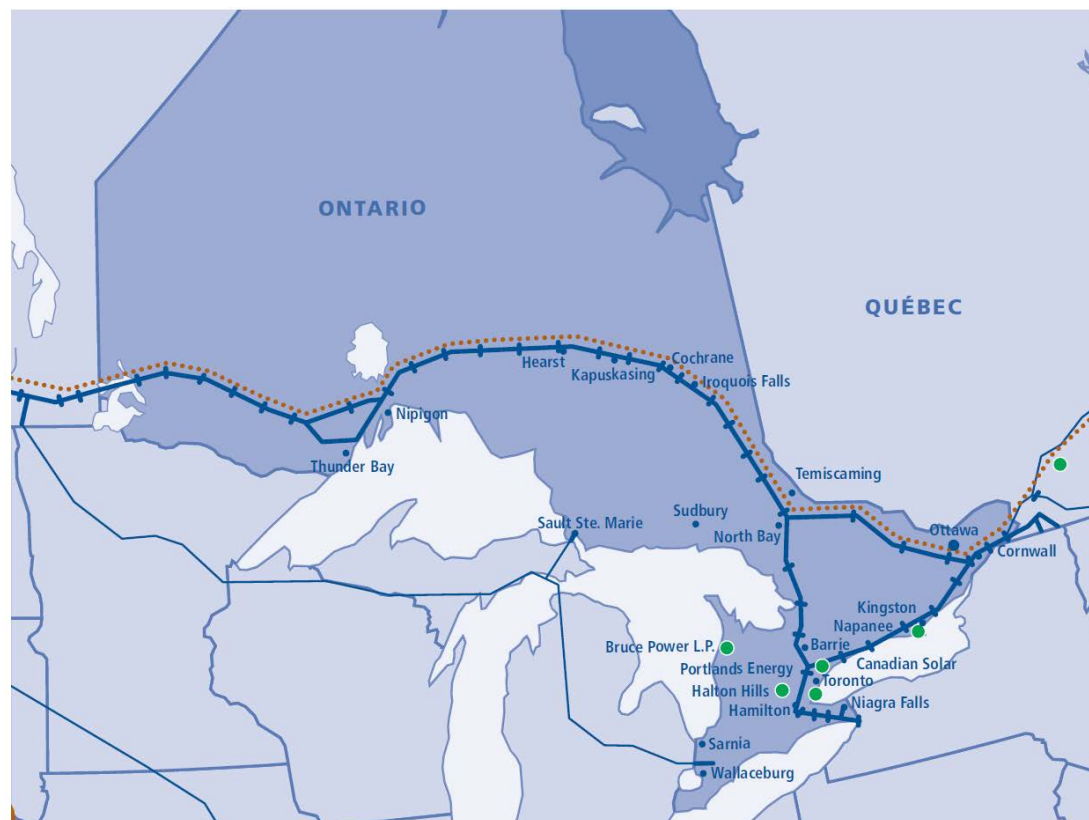 ONTARIO
QUÉBEC
Hearst
Kapuskasing
Cochrane
Iroquois Falls
Nipigon
Thunder Bay
Temiscaming
Sault Ste. Marie
Sudbury
North Bay
Ottawa
Cornwall
Kingston
Napanee
Bruce Power L.P.
Barrie
Portlands Energy
Canadian Solar
Toronto
Halton Hills
Hamilton
Niagra Falls
Sarnia
Wallaceburg